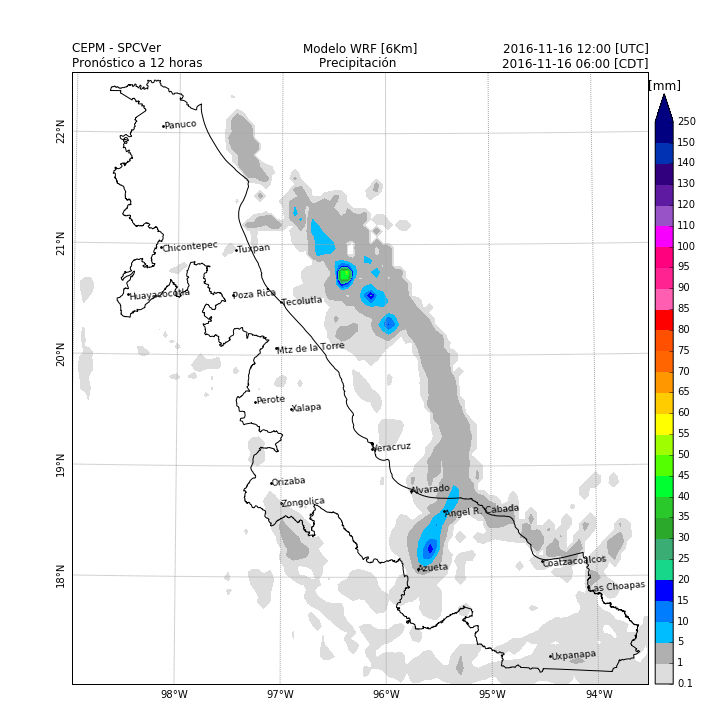 CEPM - SPCVer Modelo WRF [6Km] 2016-11-16 12:00 [UTC]
Pronóstico a 12 horas Precipitación 2016-11-16 06:00 [CDT]
[mm]
250
150
140
130
120
110
100
95
90
85
80
75
70
65
60
55
50
45
40
35
30
25
20
15
10
5
1
0.1
22°N
21°N
20°N
19°N
18°N
Panuco
Chicontepec
Tuxpan
Huayacocotla
Poza Rica
Tecolutla
Mtz de la Torre
Perote
Xalapa
Veracruz
Orizaba
Alvarado
Zongolica
Angel R. Cabada
Azueta
Coatzacoalcos
Las Choapas
Uxpanapa
98°W 97°W 96°W 95°W 94°W